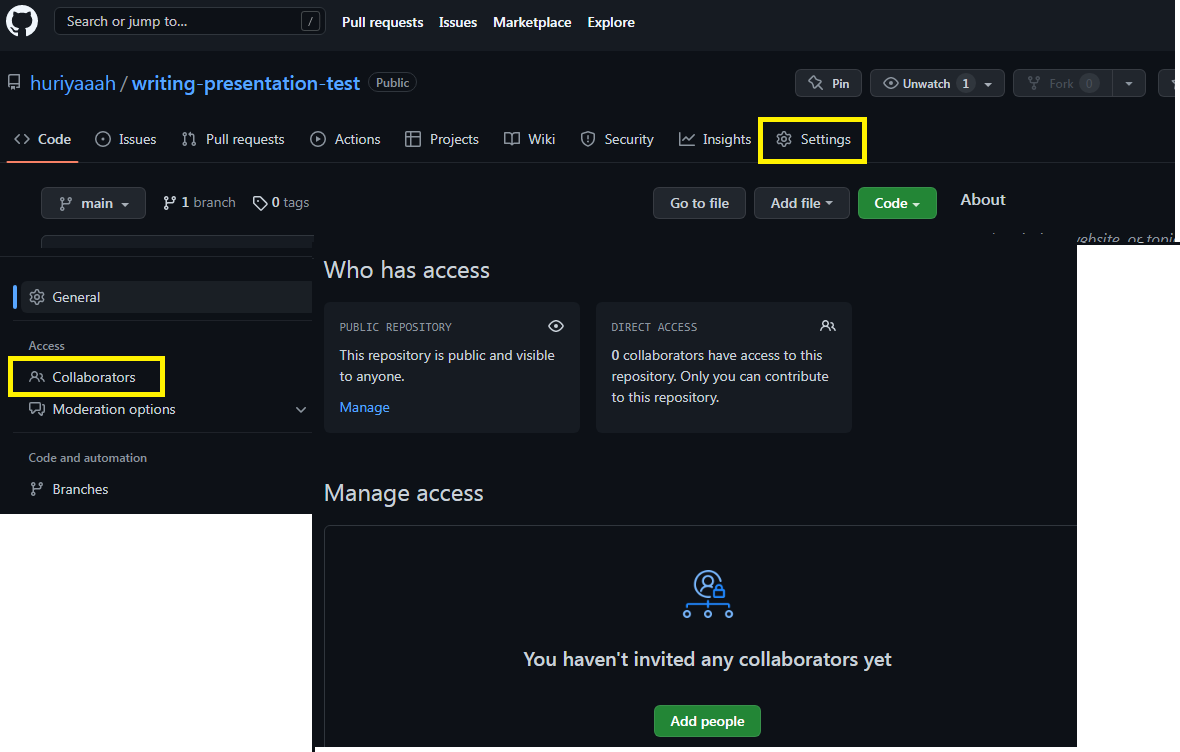 Search or jump to... /
Pull requests Issues Marketplace Explore
huriyaaah / writing-presentation-test Public
Pin Unwatch 1 Fork 0
Code Issues Pull requests Actions Projects Wiki Security Insights Settings
main 1 branch 0 tags Go to file Add file Code About
website, or topic
General
Access
Collaborators
Moderation options
Code and automation
Branches
Who has access
PUBLIC REPOSITORY
This repository is public and visible
to anyone.
Manage
DIRECT ACCESS
0 collaborators have access to this
repository. Only you can contribute
to this repository.
Manage access
You haven't invited any collaborators yet
Add people